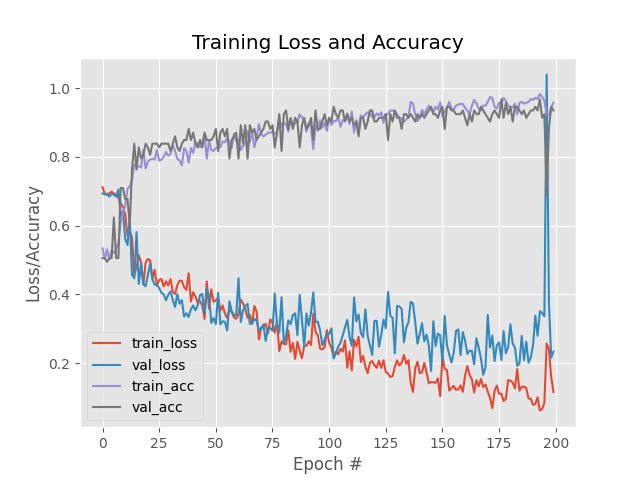 Training Loss and Accuracy
Loss/Accuracy
1.0
0.8
0.6
0.4
0.2
train_loss
val_loss
train_acc
val_acc
0 25 50 75 100 125 150 175 200
Epoch #